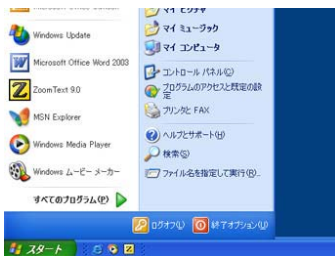 Windows Update
Microsoft Office Word 2003
ZoomText 9.0
MSN Explorer
Windows Media Player
Windows ムービー メーカー
すべてのプログラム(P)
マイ ピクチャ
マイ ミュージック
マイ コンピュータ
コントロール パネル(C)
プログラムのアクセスと既定の設
定
プリンタと FAX
ヘルプとサポート(H)
検索(S)
ファイル名を指定して実行(R)...
ログオフ(L)
終了オプション(U)
スタート